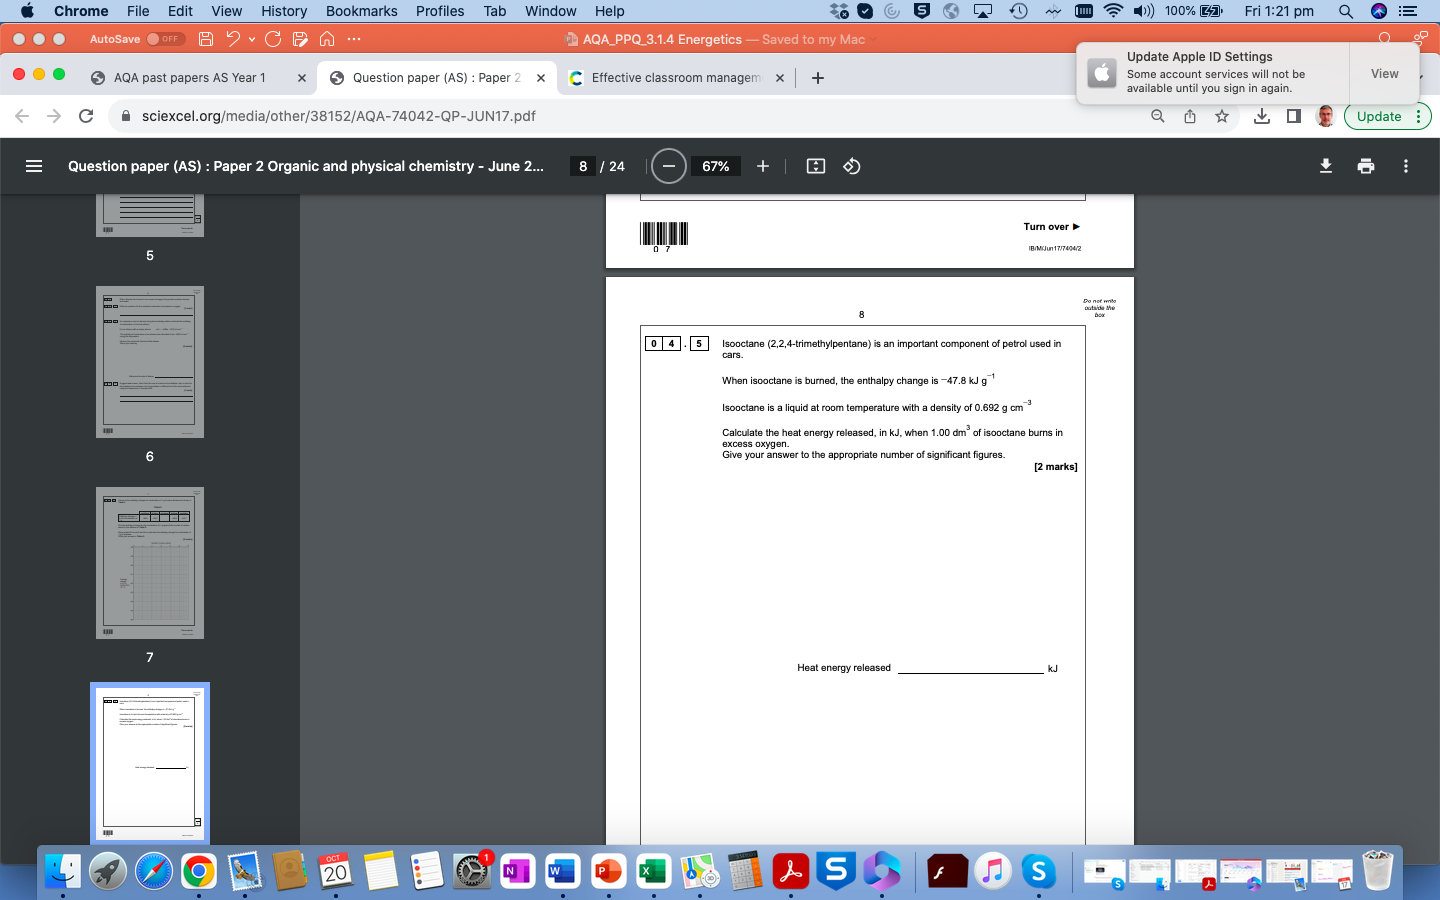 Chrome File Edit View History Bookmarks Profiles Tab Window Help 100% Fri 1:21 pm
AutoSave OFF AQA_PPQ_3.1.4 Energetics — Saved to my Mac
Update Apple ID Settings
Some account services will not be
available until you sign in again.
View
AQA past papers AS Year 1
Question paper (AS) : Paper 2
Effective classroom managem
sciexcel.org/media/other/38152/AQA-74042-QP-JUN17.pdf
Update
Question paper (AS) : Paper 2 Organic and physical chemistry - June 2...
8 / 24
67%
5
6
7
Turn over ►
0 7
IB/M/Jun17/7404/2
Do not write
outside the
box
8
0 4 . 5 Isooctane (2,2,4-trimethylpentane) is an important component of petrol used in
cars.
When isooctane is burned, the enthalpy change is −47.8 kJ g⁻¹
Isooctane is a liquid at room temperature with a density of 0.692 g cm⁻³
Calculate the heat energy released, in kJ, when 1.00 dm³ of isooctane burns in
excess oxygen.
Give your answer to the appropriate number of significant figures.
[2 marks]
Heat energy released kJ
OCT
20
1
17